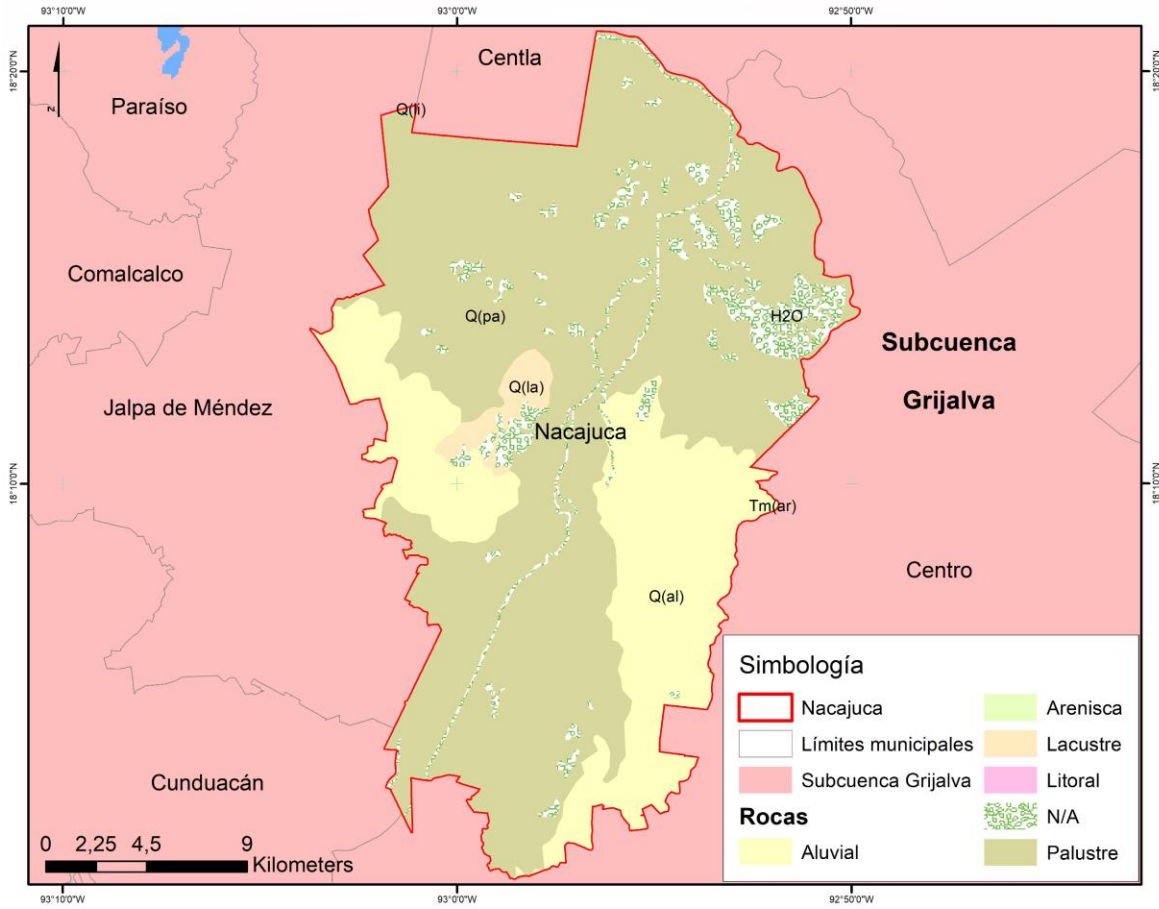 93°10'0"W
93°0'0"W
92°50'0"W
18°20'0"N
18°20'0"N
Centla
Paraíso
z
Q(li)
Comalcalco
Q(pa)
H2O
Subcuenca
Grijalva
Q(la)
Jalpa de Méndez
Nacajuca
18°10'0"N
18°10'0"N
Tm(ar)
Centro
Q(al)
Cunduacán
Simbología
Nacajuca
Límites municipales
Subcuenca Grijalva
Rocas
Aluvial
Arenisca
Lacustre
Litoral
N/A
Palustre
0 2,25 4,5 9
Kilometers
93°10'0"W
93°0'0"W
92°50'0"W